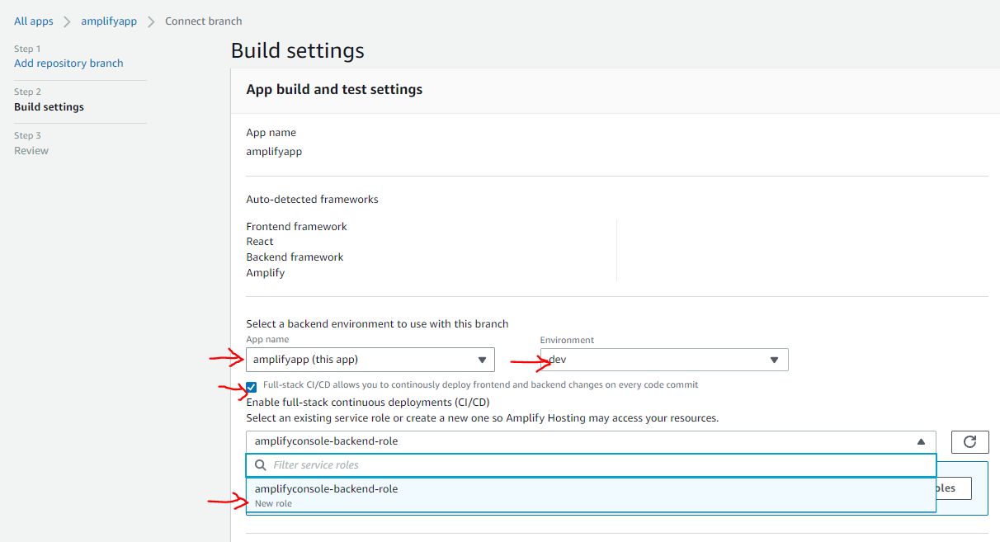 All apps > amplifyapp > Connect branch
Step 1
Add repository branch
Step 2
Build settings
Step 3
Review
Build settings
App build and test settings
App name
amplifyapp
Auto-detected frameworks
Frontend framework
React
Backend framework
Amplify
Select a backend environment to use with this branch
App name
Environment
amplifyapp (this app)
dev
Full-stack CI/CD allows you to continously deploy frontend and backend changes on every code commit
Enable full-stack continuous deployments (CI/CD)
Select an existing service role or create a new one so Amplify Hosting may access your resources.
amplifyconsole-backend-role
Filter service roles
amplifyconsole-backend-role
New role